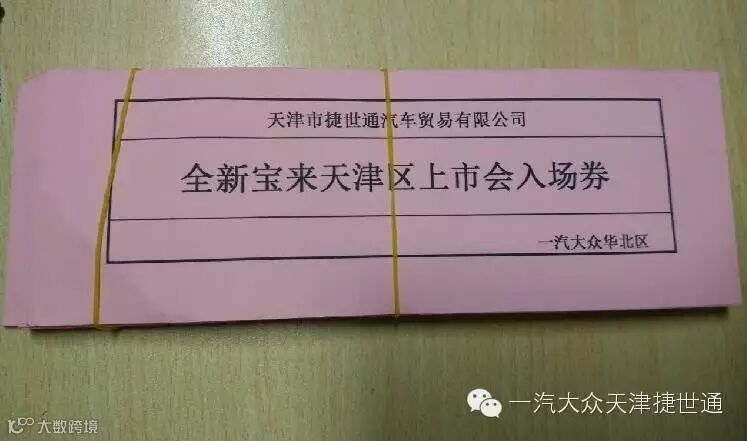 天津市捷世通汽车贸易有限公司
全新宝来天津区上市会入场券
一汽大众华北区
一汽大众天津捷世通
大数跨境